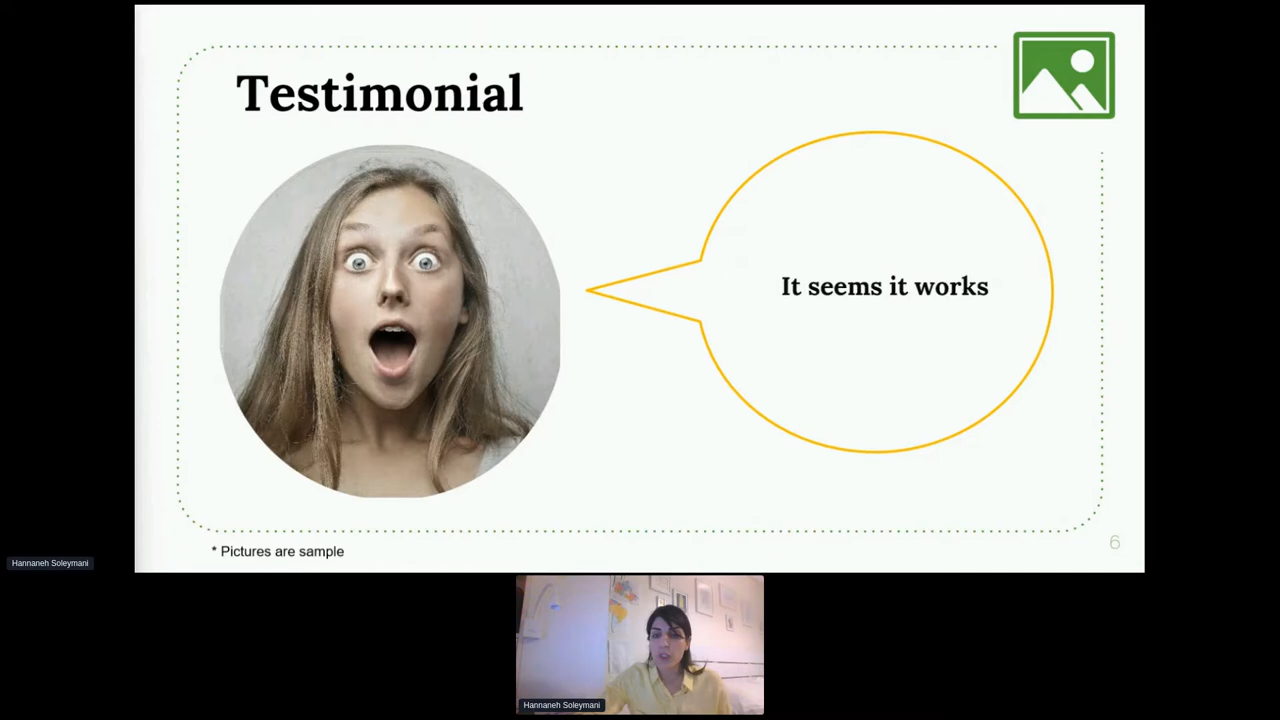 Testimonial
It seems it works
* Pictures are sample
6
Hannaneh Soleymani
Hannaneh Soleymani